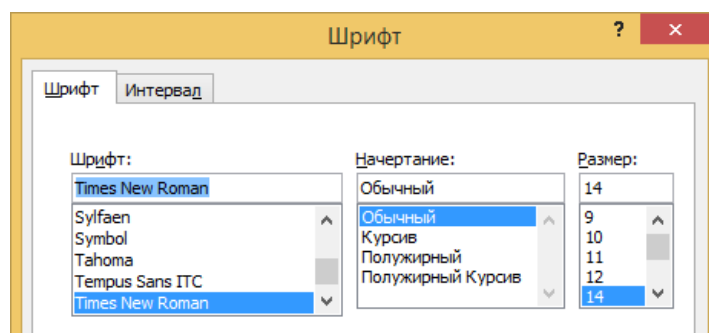 Шрифт
? ×
Шрифт Интервал
Шрифт: Начертание: Размер:
Times New Roman Обычный 14
Sylfaen Обычный 9
Symbol Курсив 10
Tahoma Полужирный 11
Tempus Sans ITC Полужирный Курсив 12
Times New Roman 14